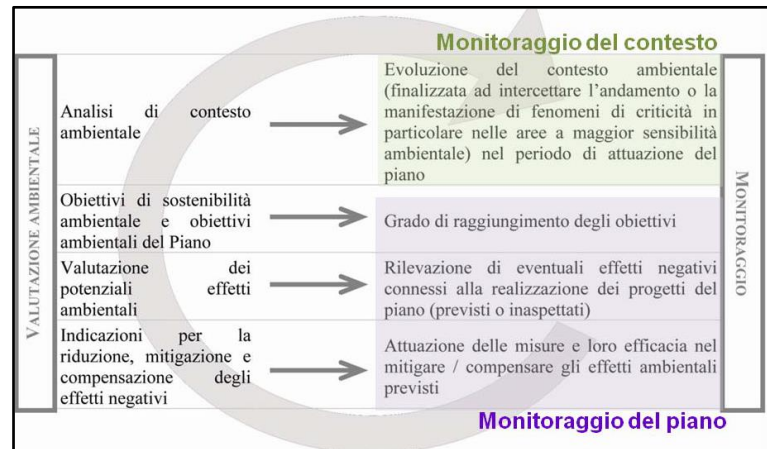 Monitoraggio del contesto
VALUTAZIONE AMBIENTALE
Analisi di contesto
ambientale
Evoluzione del contesto ambientale
(finalizzata ad intercettare l'andamento o la
manifestazione di fenomeni di criticità in
particolare nelle aree a maggior sensibilità
ambientale) nel periodo di attuazione del
piano
Obiettivi di sostenibilità
ambientale e obiettivi
ambientali del Piano
Grado di raggiungimento degli obiettivi
Valutazione dei
potenziali effetti
ambientali
Rilevazione di eventuali effetti negativi
connessi alla realizzazione dei progetti del
piano (previsti o inaspettati)
Indicazioni per la
riduzione, mitigazione e
compensazione degli
effetti negativi
Attuazione delle misure e loro efficacia nel
mitigare / compensare gli effetti ambientali
previsti
MONITORAGGIO
Monitoraggio del piano